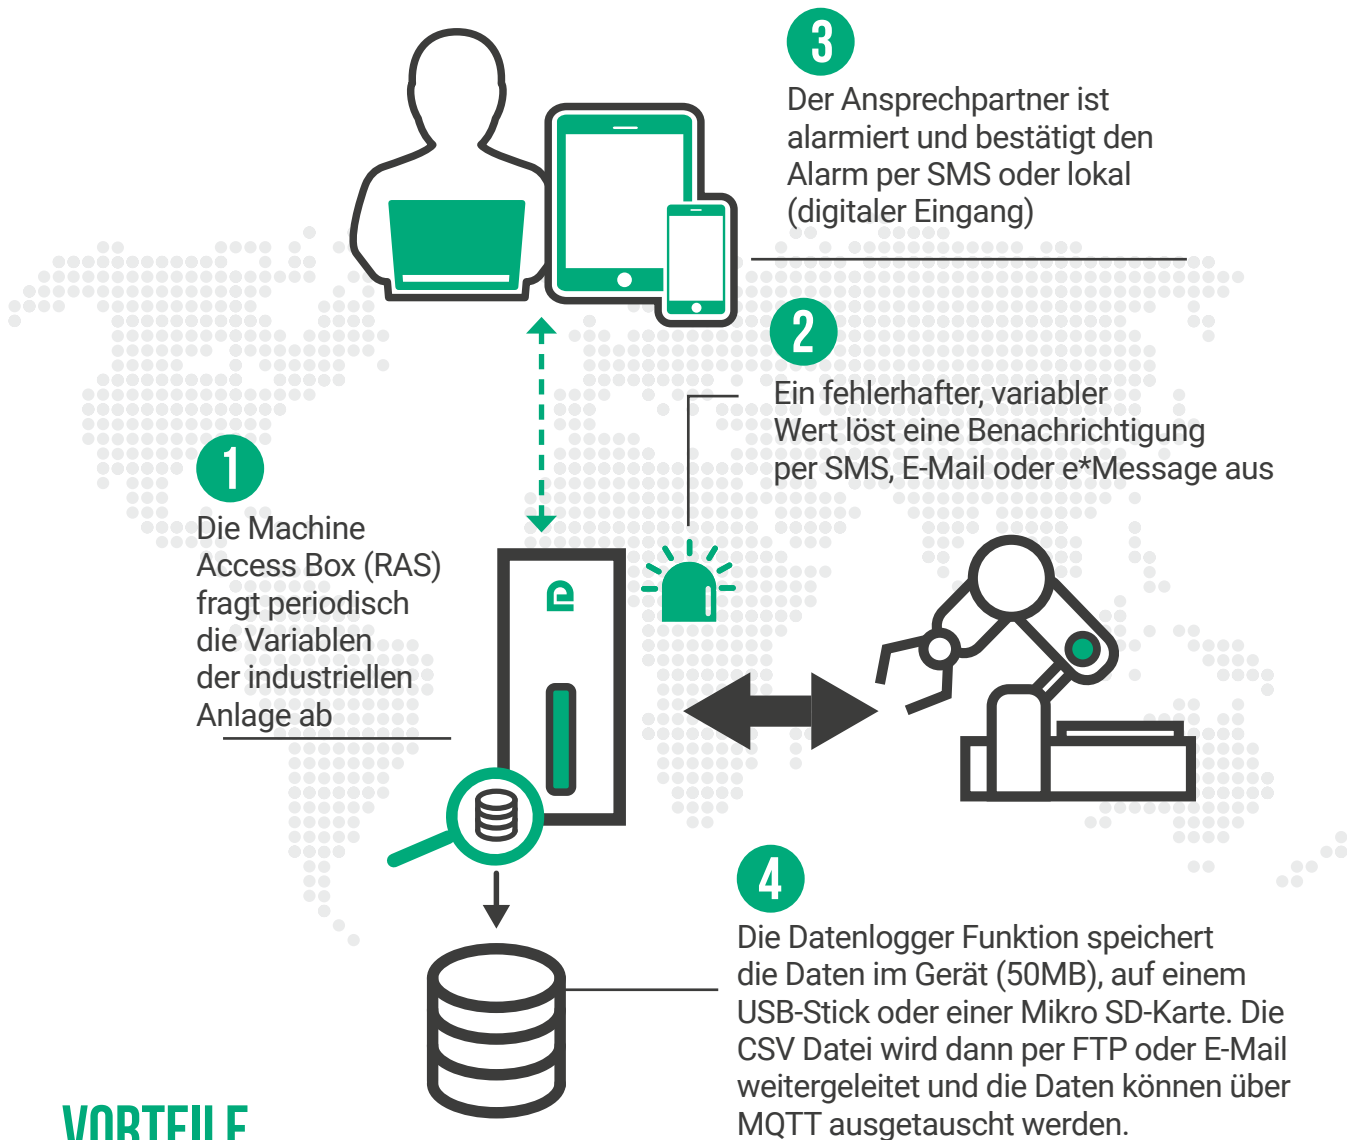 1
Die Machine
Access Box (RAS)
fragt periodisch
die Variablen
der industriellen
Anlage ab
2
Ein fehlerhafter, variabler
Wert löst eine Benachrichtigung
per SMS, E-Mail oder e*Message aus
3
Der Ansprechpartner ist
alarmiert und bestätigt den
Alarm per SMS oder lokal
(digitaler Eingang)
4
Die Datenlogger Funktion speichert
die Daten im Gerät (50MB), auf einem
USB-Stick oder einer Mikro SD-Karte. Die
CSV Datei wird dann per FTP oder E-Mail
weitergeleitet und die Daten können über
MQTT ausgetauscht werden.
VORTEILE